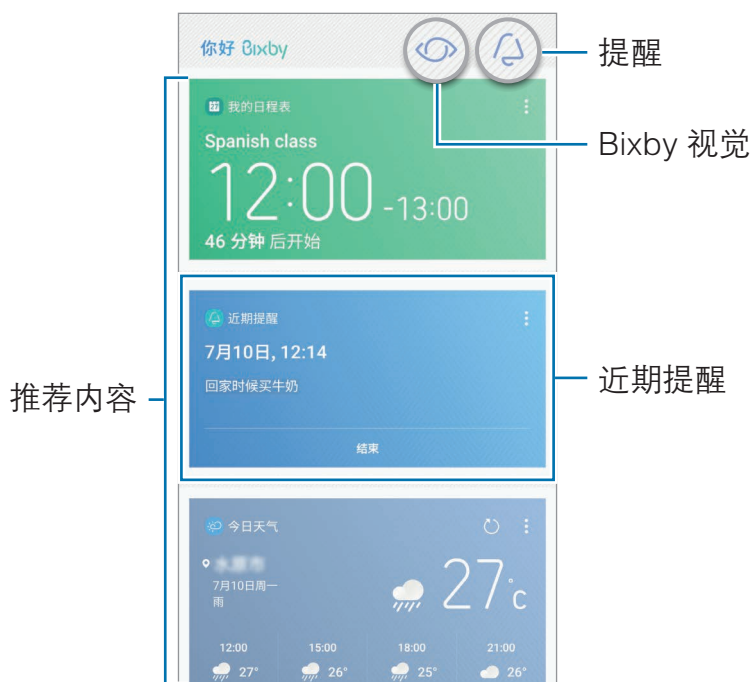 你好 Bixby
提醒
我的日程表
Bixby 视觉
Spanish class
12:00 -13:00
46 分钟 后开始
近期提醒
7月10日, 12:14
回家时候买牛奶
结束
近期提醒
推荐内容
今日天气
7月10日周一
雨
27°c
12:00 15:00 18:00 21:00
27° 26° 25° 26°